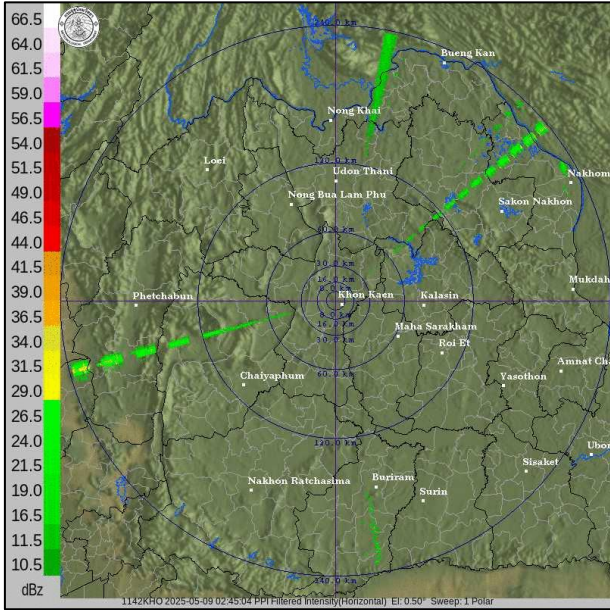 66.5
64.0
61.5
59.0
56.5
54.0
51.5
49.0
46.5
44.0
41.5
39.0
36.5
34.0
31.5
29.0
26.5
24.0
21.5
19.0
16.5
11.5
10.5
dBz
240.0 km
Bueng Kan
Nong Khai
Loei
120.0 km
Udon Thani
Nakhom
Nong Bua Lam Phu
Sakon Nakhon
60.0 km
Mukdah
Phetchabun
Khon Kaen
Kalasin
Maha Sarakham
Roi Et
60.0 km
Amnat Cha
Chaiyaphum
Yasothon
120.0 km
Ubon
Sisaket
Nakhon Ratchasima
Buriram
Surin
240.0 km
1142KHO 2025-05-09 02:45:04 PPI Filtered Intensity(Horizontal) El: 0.50° Sweep: 1 Polar